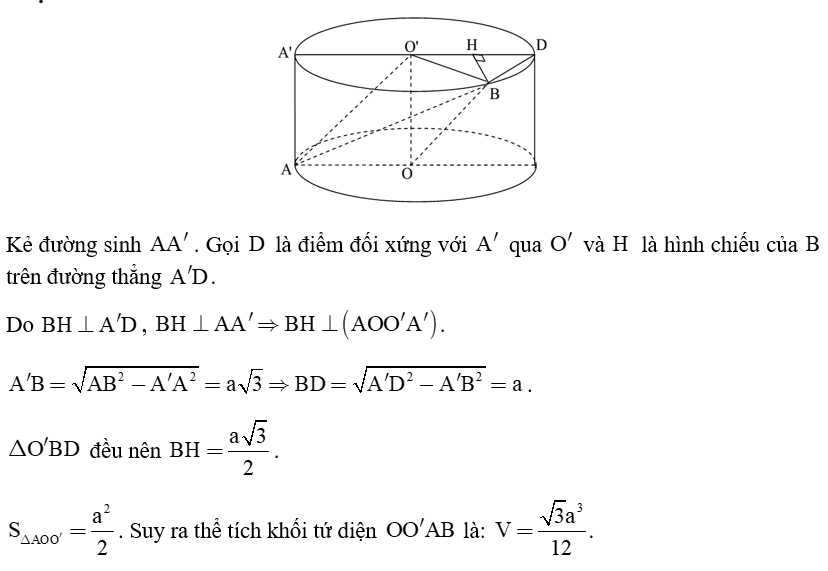 A' O' H D
B
A O
Kẻ đường sinh AA′. Gọi D là điểm đối xứng với A′ qua O′ và H là hình chiếu của B
trên đường thẳng A′D.
Do BH ⊥ A′D, BH ⊥ AA′ ⇒ BH ⊥ (AOO′A′).
A′B = √(AB² − A′A²) = a√3 ⇒ BD = √(A′D² − A′B²) = a.
ΔO′BD đều nên BH = a√3/2.
S_ΔAOO′ = a²/2. Suy ra thể tích khối tứ diện OO′AB là: V = √3a³/12.